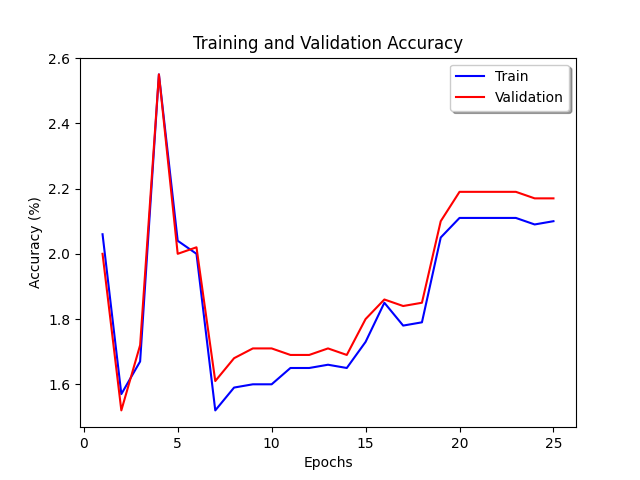 Training and Validation Accuracy
Train
Validation
Accuracy (%)
2.6
2.4
2.2
2.0
1.8
1.6
0 5 10 15 20 25
Epochs